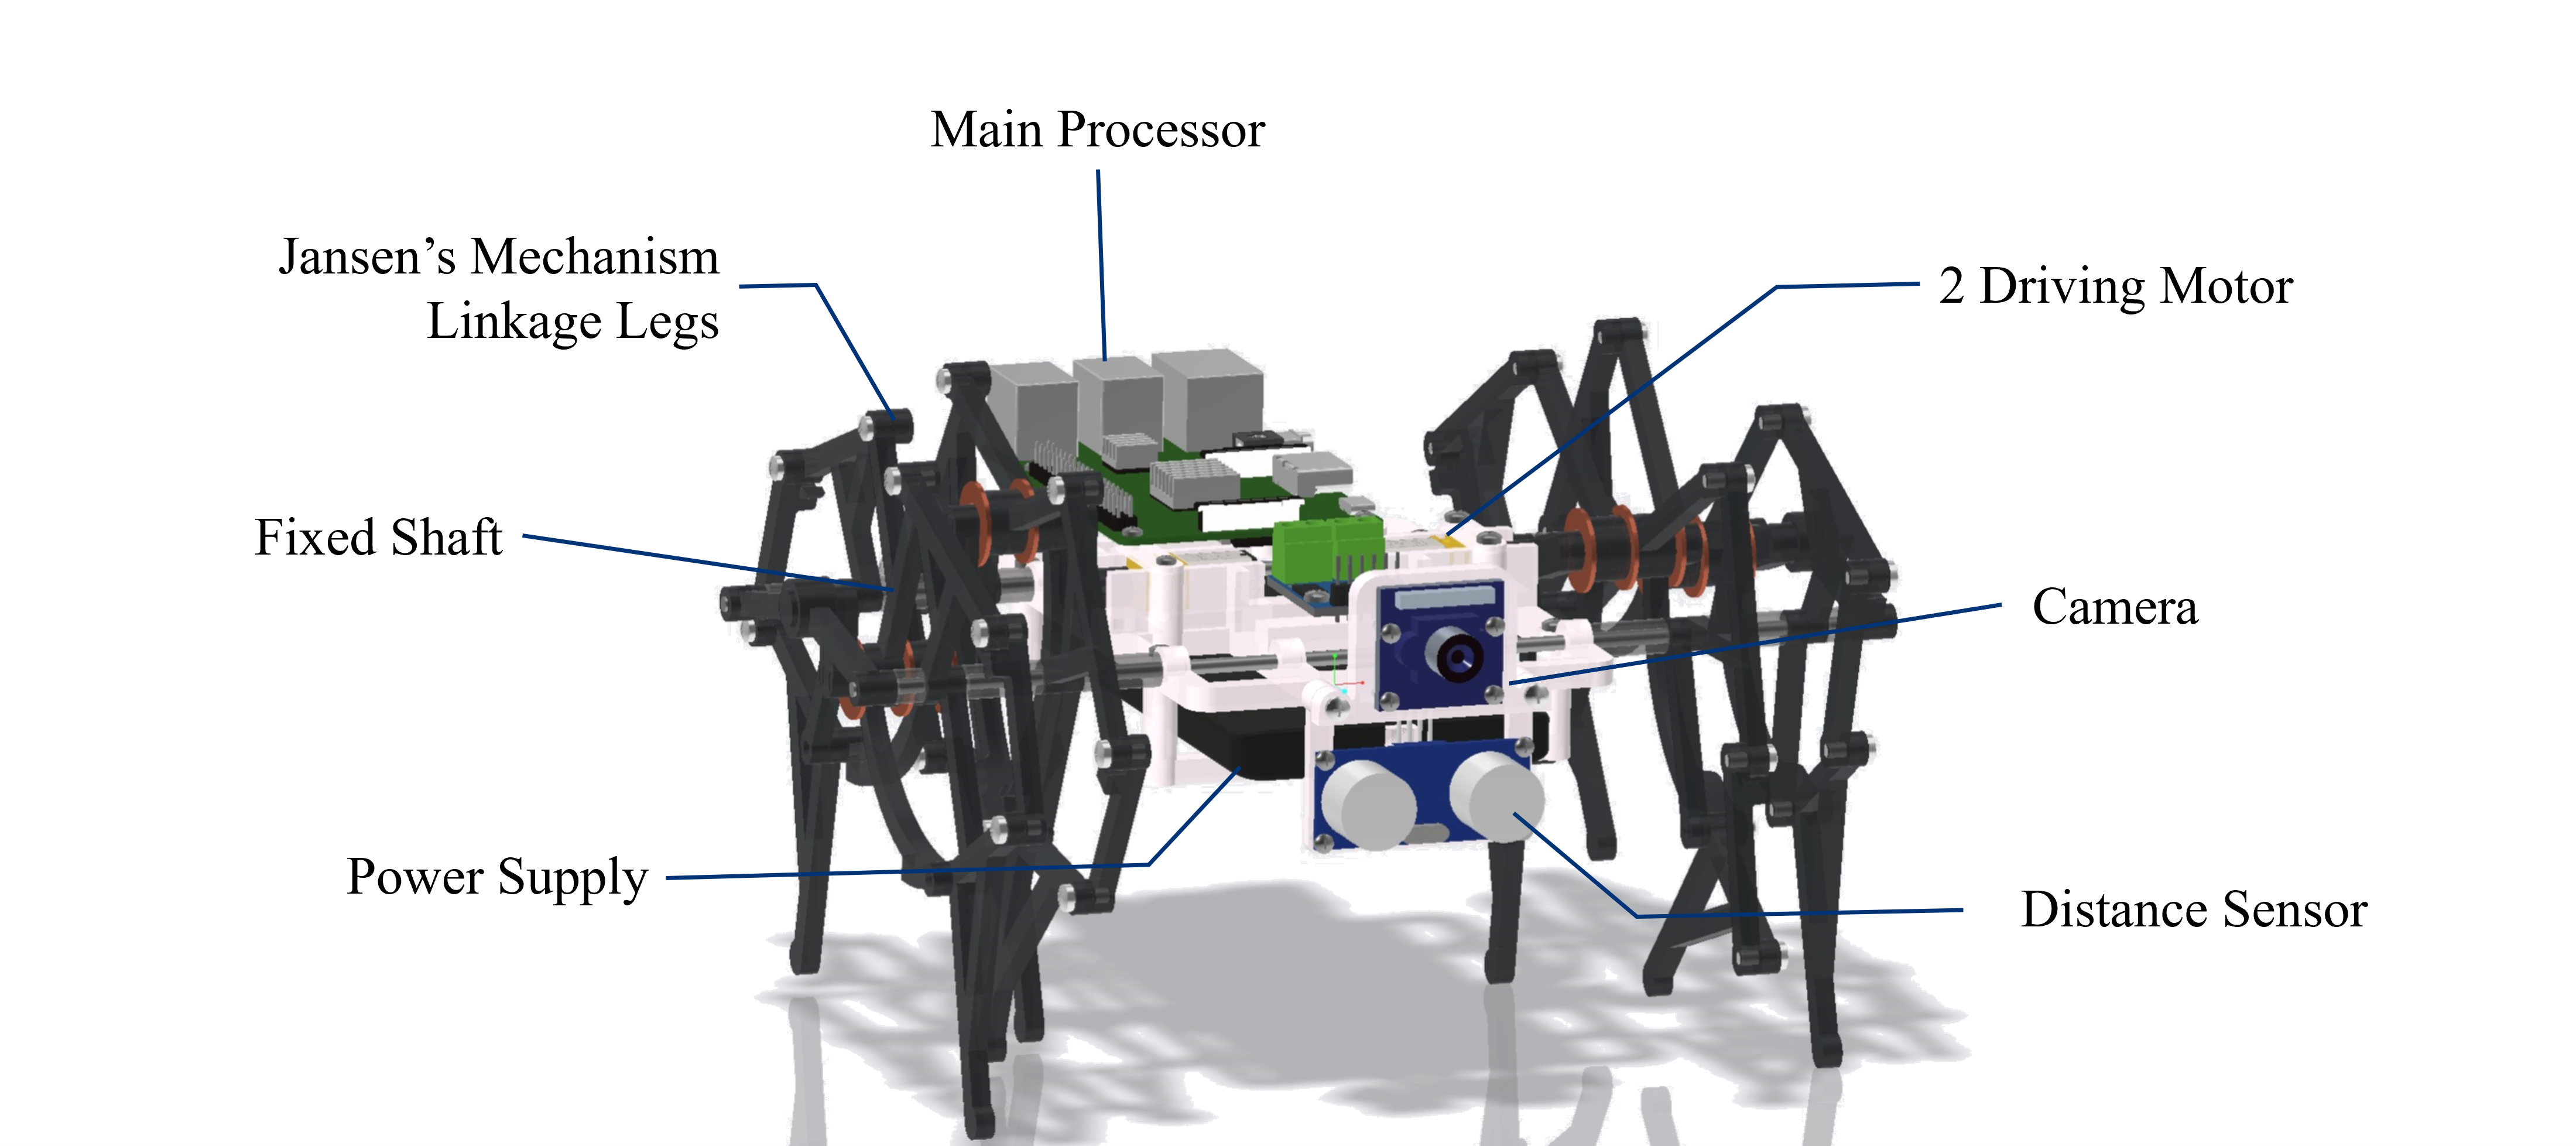 Main Processor
Jansen’s Mechanism
Linkage Legs
2 Driving Motor
Fixed Shaft
Camera
Power Supply
Distance Sensor